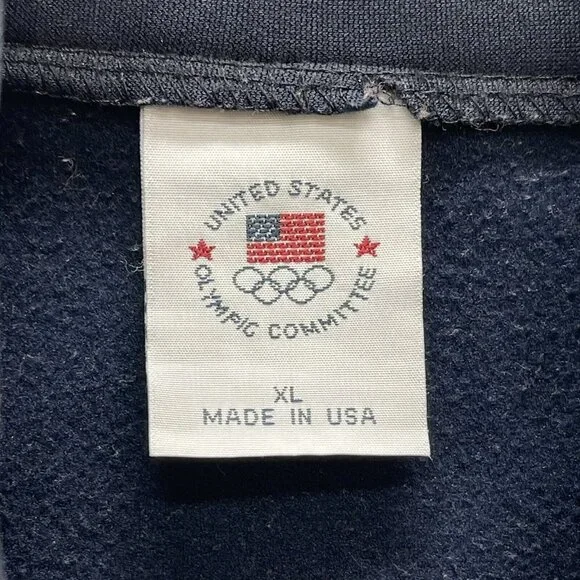 UNITED STATES
OLYMPIC COMMITTEE
XL
MADE IN USA